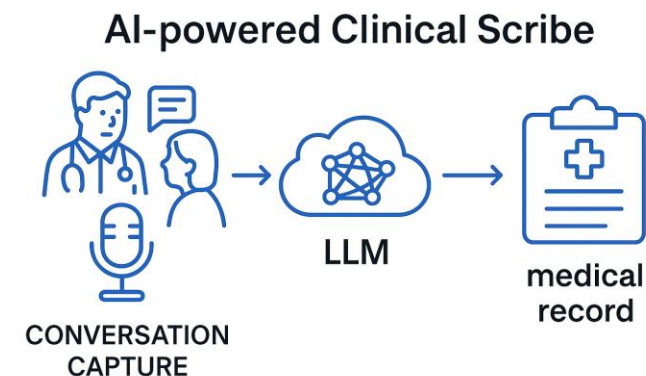 AI-powered Clinical Scribe
LLM
medical
record
CONVERSATION
CAPTURE